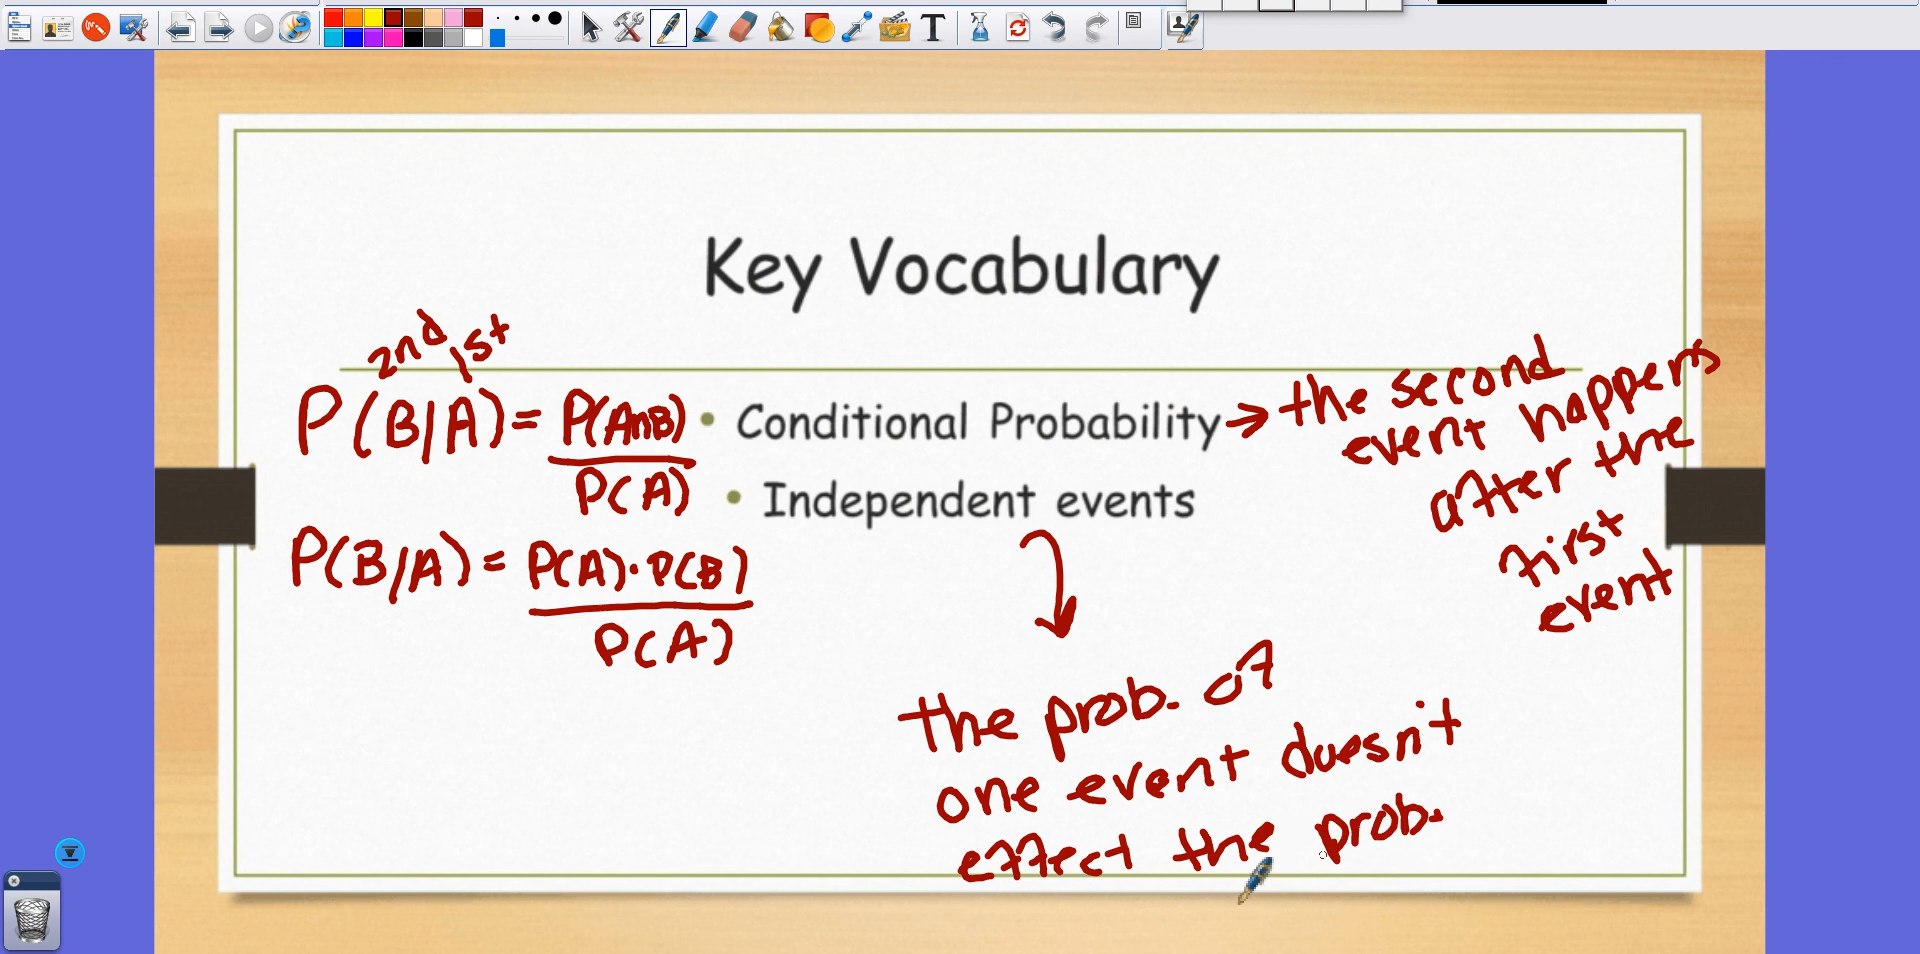 Key Vocabulary
2nd 1st
P(B/A) = P(A∩B)
P(A)
• Conditional Probability → the second
event happens
after the
first
event
• Independent events
P(B/A) = P(A)·P(B)
P(A)
the prob. of
one event doesn't
effect the prob.